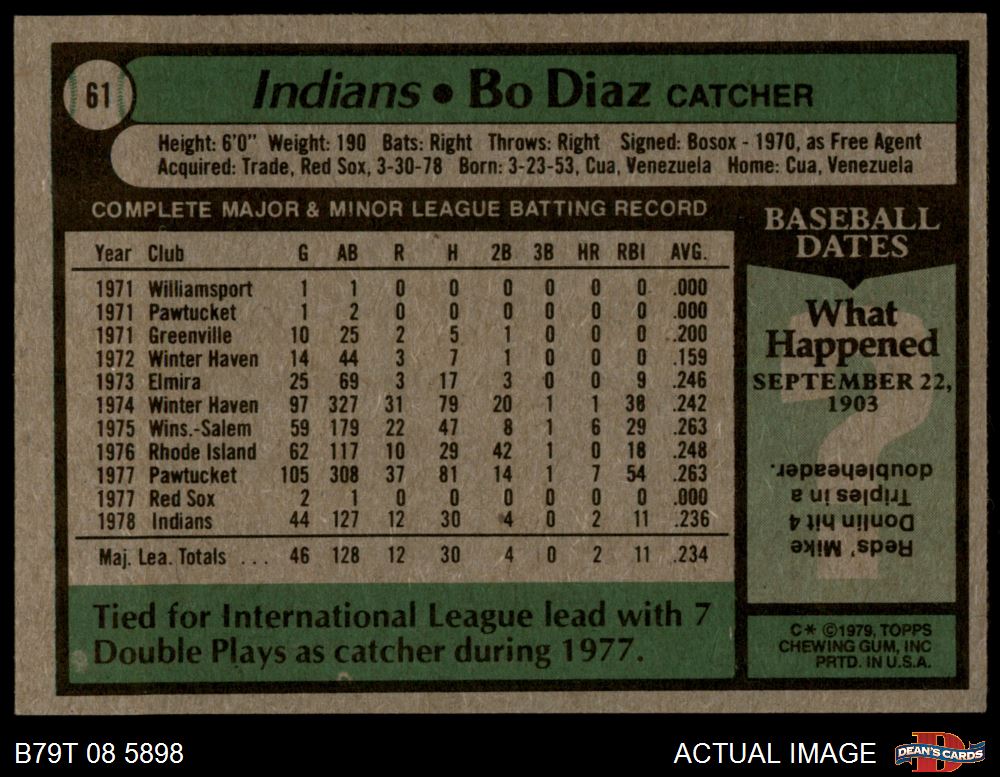 61
Indians • Bo Diaz CATCHER
Height: 6'0" Weight: 190 Bats: Right Throws: Right Signed: Bosox - 1970, as Free Agent
Acquired: Trade, Red Sox, 3-30-78 Born: 3-23-53, Cua, Venezuela Home: Cua, Venezuela
COMPLETE MAJOR & MINOR LEAGUE BATTING RECORD
Year Club G AB R H 2B 3B HR RBI AVG.
1971 Williamsport 1 1 0 0 0 0 0 0 .000
1971 Pawtucket 1 2 0 0 0 0 0 0 .000
1971 Greenville 10 25 2 5 1 0 0 0 .200
1972 Winter Haven 14 44 3 7 1 0 0 0 .159
1973 Elmira 25 69 3 17 3 0 0 9 .246
1974 Winter Haven 97 327 31 79 20 1 1 38 .242
1975 Wins.-Salem 59 179 22 47 8 1 6 29 .263
1976 Rhode Island 62 117 10 29 42 1 0 18 .248
1977 Pawtucket 105 308 37 81 14 1 7 54 .263
1977 Red Sox 2 1 0 0 0 0 0 0 .000
1978 Indians 44 127 12 30 4 0 2 11 .236
Maj. Lea. Totals ... 46 128 12 30 4 0 2 11 .234
Tied for International League lead with 7
Double Plays as catcher during 1977.
BASEBALL
DATES
What
Happened
SEPTEMBER 22,
1903
Reds' Mike
Donlin hit 4
Triples in a
doubleheader.
C* ©1979, TOPPS
CHEWING GUM, INC
PRTD. IN U.S.A.
B79T 08 5898
ACTUAL IMAGE
DEAN'S CARDS